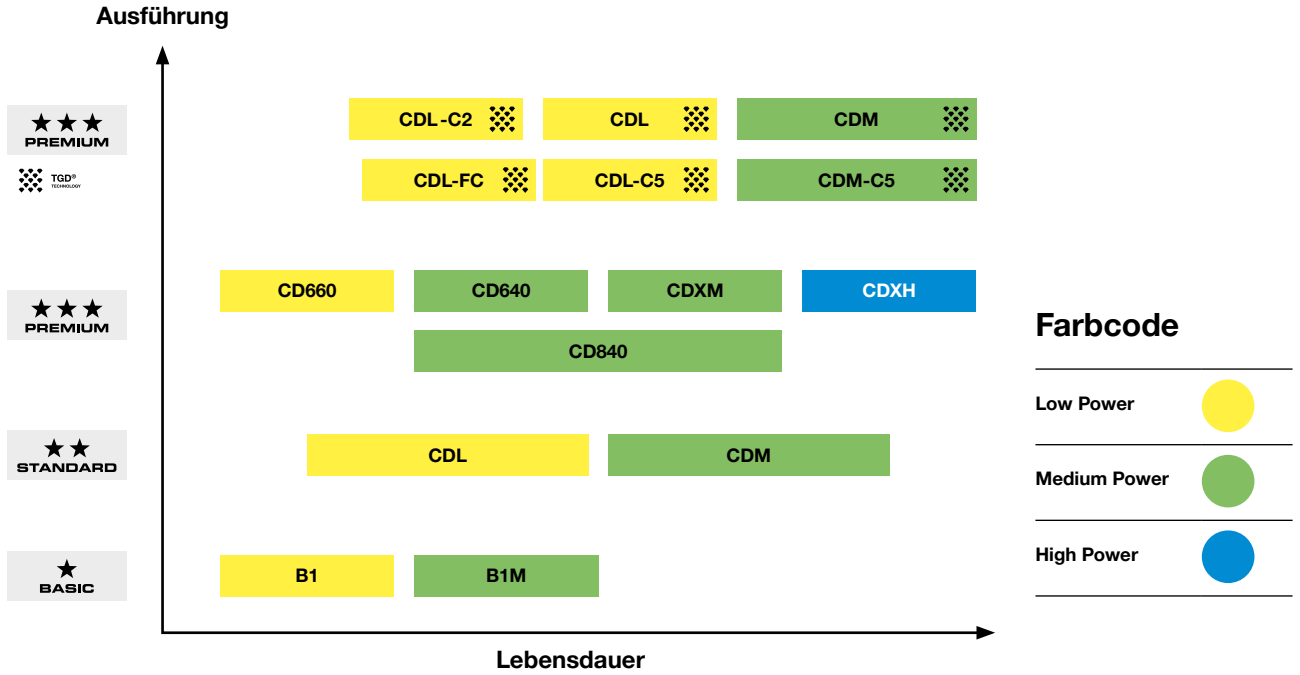 Ausführung
PREMIUM
TGD®
TECHNOLOGY
CDL-C2
CDL
CDM
CDL-FC
CDL-C5
CDM-C5
PREMIUM
CD660
CD640
CDXM
CDXH
CD840
STANDARD
CDL
CDM
BASIC
B1
B1M
Lebensdauer
Farbcode
Low Power
Medium Power
High Power